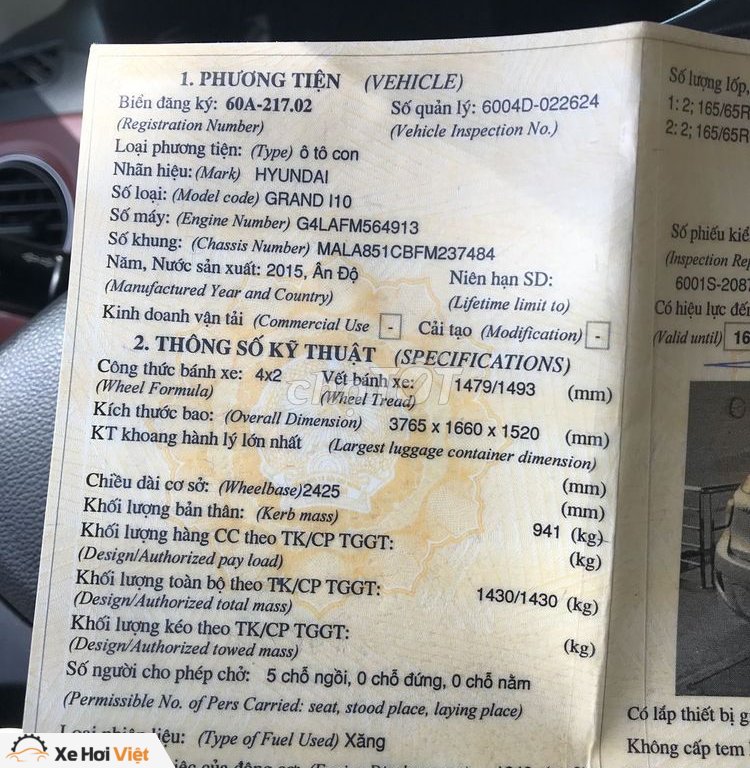 1. PHƯƠNG TIỆN (VEHICLE)
Biển đăng ký: 60A-217.02 Số quản lý: 6004D-022624
(Registration Number) (Vehicle Inspection No.)
Loại phương tiện: (Type) ô tô con
Nhãn hiệu: (Mark) HYUNDAI
Số loại: (Model code) GRAND I10
Số máy: (Engine Number) G4LAFM564913
Số khung: (Chassis Number) MALA851CBFM237484
Năm, Nước sản xuất: 2015, Ấn Độ Niên hạn SD:
(Manufactured Year and Country) (Lifetime limit to)
Kinh doanh vận tải (Commercial Use - Cải tạo (Modification) -
2. THÔNG SỐ KỸ THUẬT (SPECIFICATIONS)
Công thức bánh xe: 4x2 Vết bánh xe: 1479/1493 (mm)
(Wheel Formula) (Wheel Tread)
Kích thước bao: (Overall Dimension) 3765 x 1660 x 1520 (mm)
KT khoang hành lý lớn nhất (Largest luggage container dimension)
(mm)
Chiều dài cơ sở: (Wheelbase)2425 (mm)
Khối lượng bản thân: (Kerb mass) 941 (kg)
Khối lượng hàng CC theo TK/CP TGGT: (kg)
(Design/Authorized pay load)
Khối lượng toàn bộ theo TK/CP TGGT: 1430/1430 (kg)
(Design/Authorized total mass)
Khối lượng kéo theo TK/CP TGGT: (kg)
(Design/Authorized towed mass)
Số người cho phép chở: 5 chỗ ngồi, 0 chỗ đứng, 0 chỗ nằm
(Permissible No. of Pers Carried: seat, stood place, laying place)
liệu: (Type of Fuel Used) Xăng
Số lượng lốp,
1: 2; 165/65R
2: 2; 165/65R
Số phiếu kiể
(Inspection Rep
6001S-2087
Có hiệu lực đến
(Valid until) 16
Có lắp thiết bị g
Không cấp tem
chợTỐT
Xe Hơi Việt